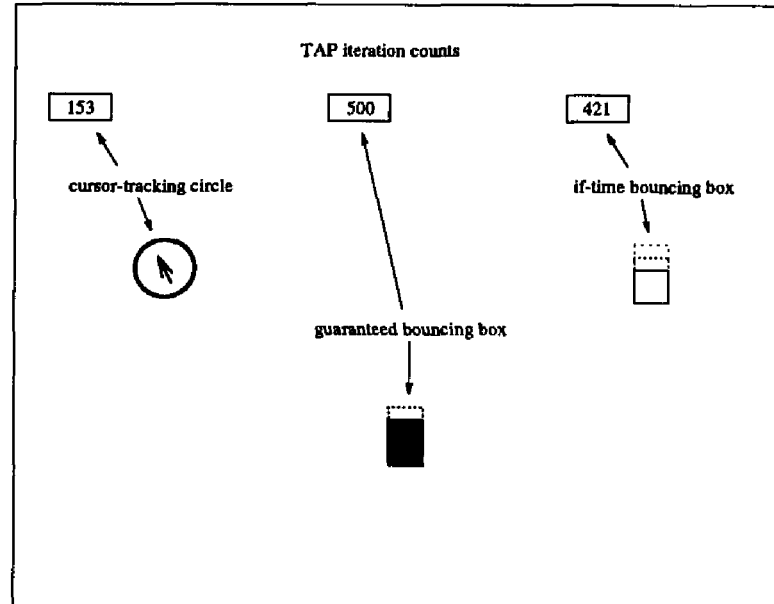 TAP iteration counts
153
500
421
cursor-tracking circle
if-time bouncing box
guaranteed bouncing box